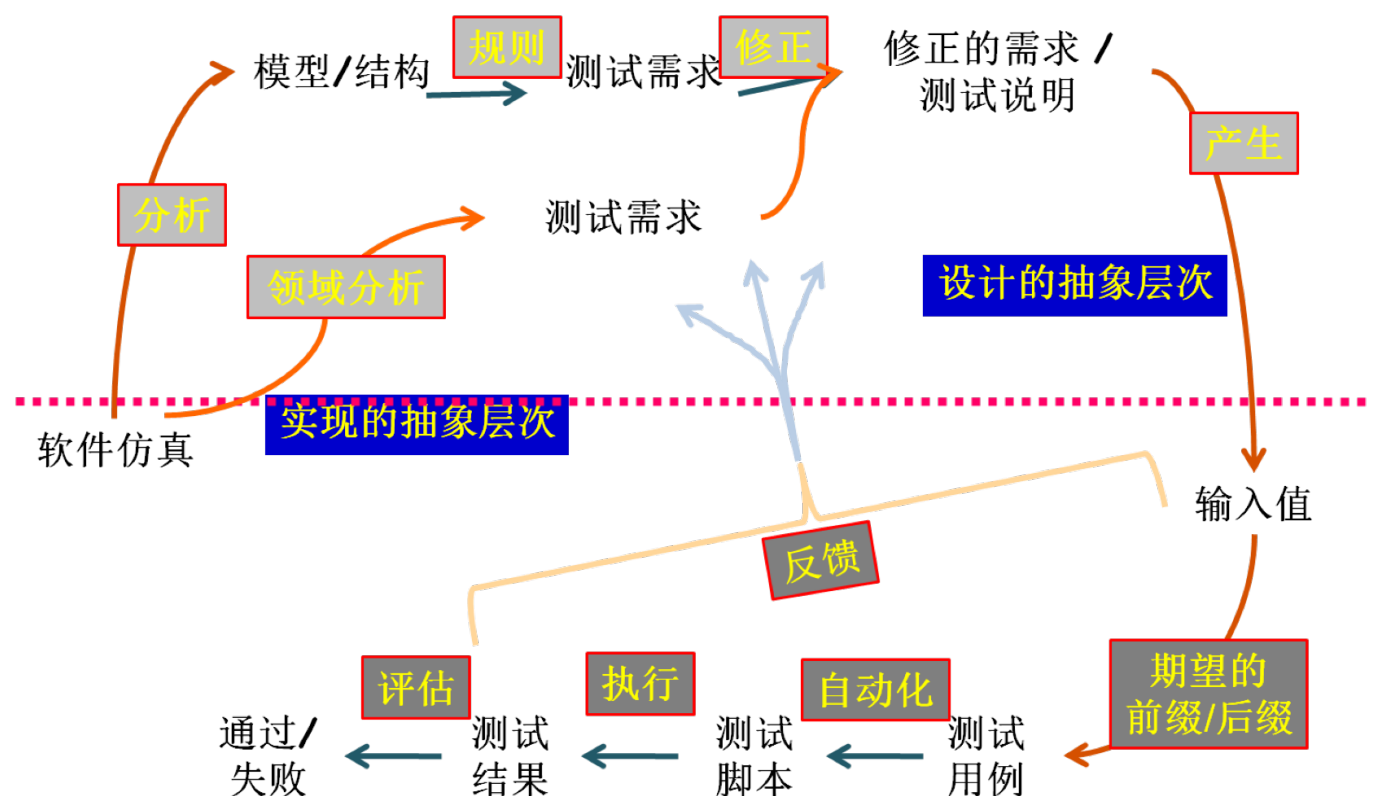 模型/结构
规则
测试需求
修正
修正的需求 /
测试说明
产生
分析
测试需求
领域分析
设计的抽象层次
实现的抽象层次
软件仿真
输入值
反馈
期望的
前缀/后缀
评估
执行
自动化
通过/
失败
测试
结果
测试
脚本
测试
用例